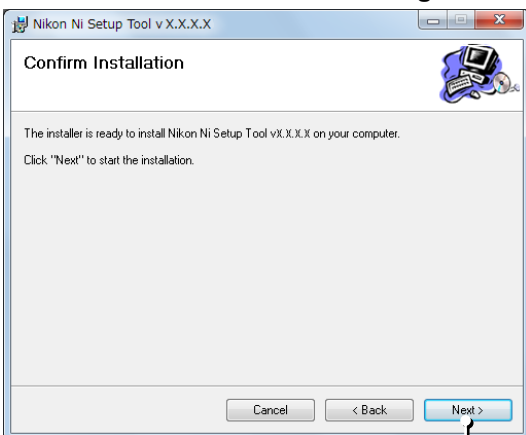 Nikon Ni Setup Tool v X.X.X.X
Confirm Installation
The installer is ready to install Nikon Ni Setup Tool vX.X.X.X on your computer.
Click "Next" to start the installation.
Cancel
< Back
Next >